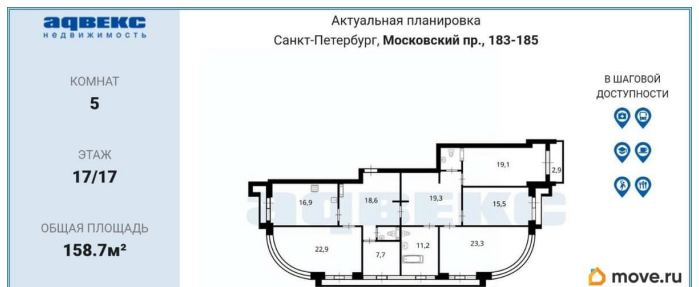 адвекс
недвижимость
КОМНАТ
5
ЭТАЖ
17/17
ОБЩАЯ ПЛОЩАДЬ
158.7м²
Актуальная планировка
Санкт-Петербург, Московский пр., 183-185
В ШАГОВОЙ
ДОСТУПНОСТИ
19,1
2,9
16,9
18,6
19,3
15,5
адвекс
22,9
7,7
11,2
23,3
move.ru